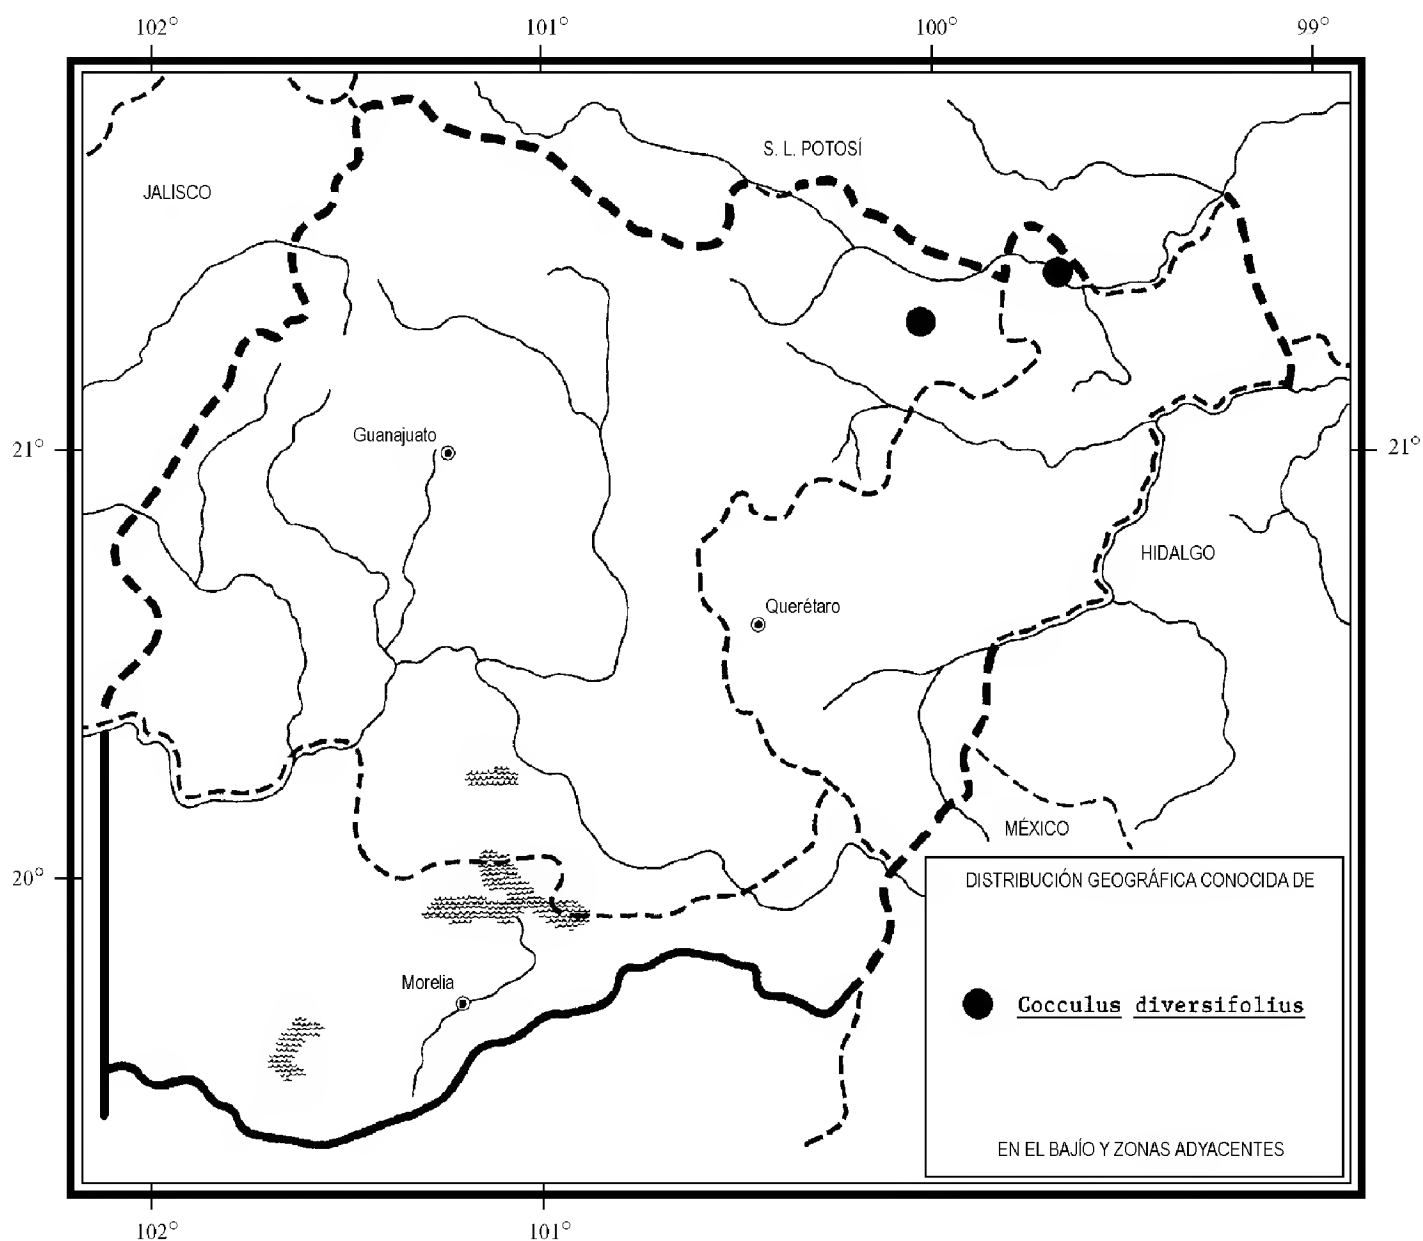 102° 101° 100° 99°
S. L. POTOSÍ
JALISCO
Guanajuato
21° 21°
HIDALGO
Querétaro
MÉXICO
20°
DISTRIBUCIÓN GEOGRÁFICA CONOCIDA DE
Morelia
Cocculus diversifolius
EN EL BAJÍO Y ZONAS ADYACENTES
102° 101°